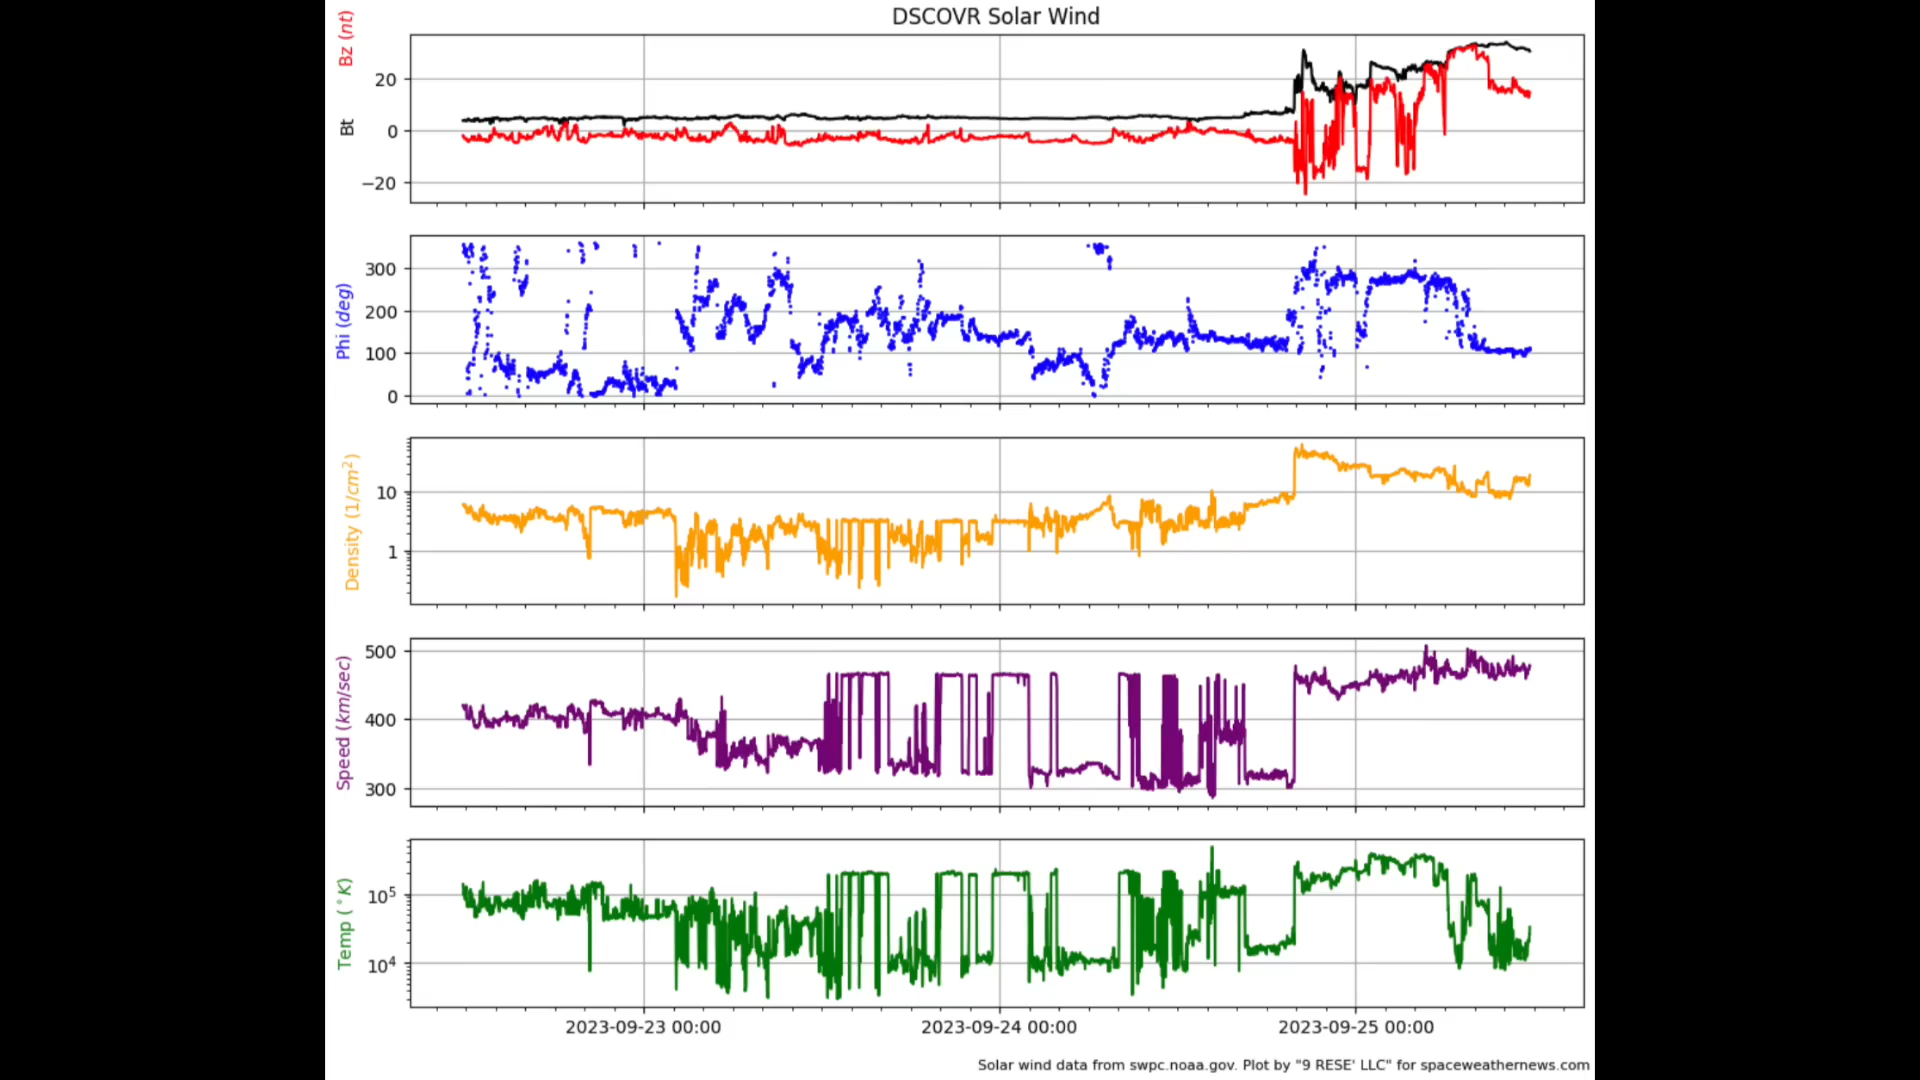 DSCOVR Solar Wind
Bz (nt)
Bt
20
0
−20
Phi (deg)
300
200
100
0
Density (1/cm²)
10
1
Speed (km/sec)
500
400
300
Temp (°K)
10⁵
10⁴
2023-09-23 00:00 2023-09-24 00:00 2023-09-25 00:00
Solar wind data from swpc.noaa.gov. Plot by "9 RESE' LLC" for spaceweathernews.com